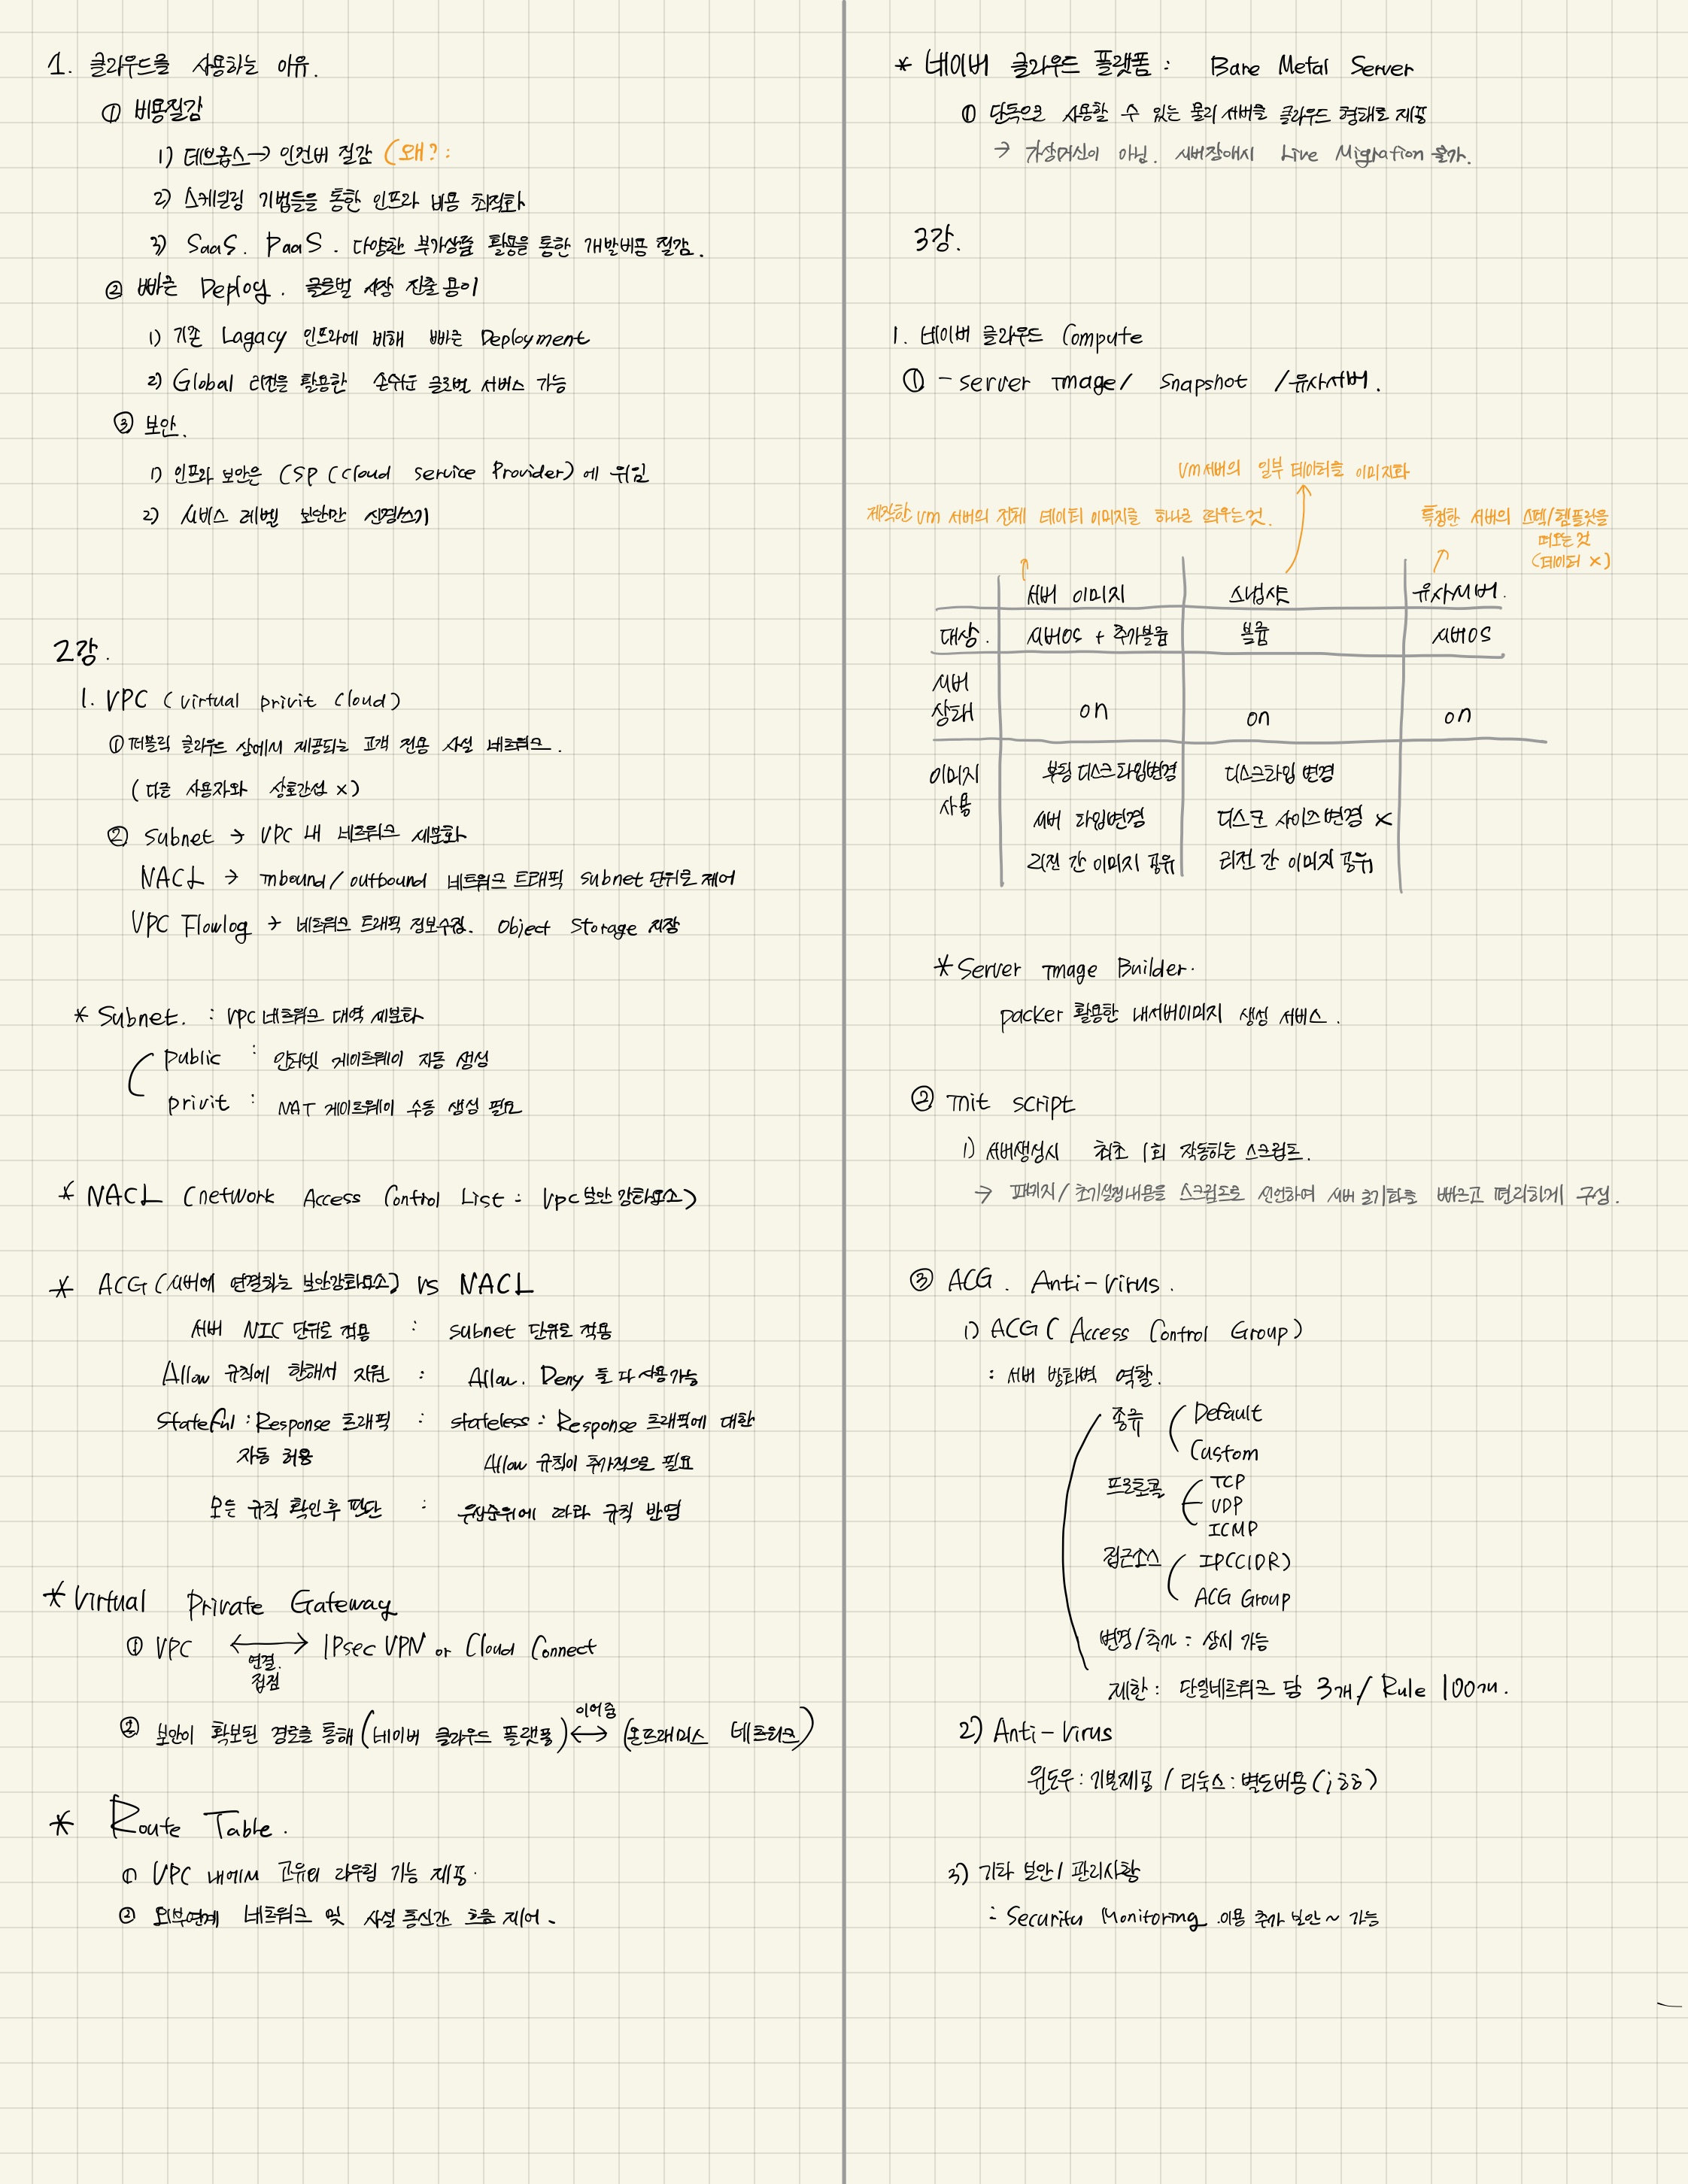 1. 클라우드를 사용하는 이유.
① 비용절감
1) 데브옵스→ 인건비 절감 (왜? :
2) 스케일링 기법들을 통한 인프라 비용 최적화
3) SaaS. PaaS. 다양한 부가상품 활용을 통한 개발비용 절감.
② 빠른 Deploy. 글로벌 시장 진출 용이
1) 기존 Lagacy 인프라에 비해 빠른 Deployment
2) Global 리전을 활용한 손쉬운 글로벌 서비스 가능
③ 보안.
1) 인프라 보안은 CSP (cloud service Provider)에 위임
2) 서비스 레벨 보안만 신경쓰기
2강.
1. VPC (virtual privit cloud)
① 퍼블릭 클라우드 상에서 제공되는 고객 전용 사설 네트워크.
(다른 사용자와 상호간섭 x)
② subnet → VPC 내 네트워크 세분화
NACL → Inbound/outbound 네트워크 트래픽 subnet 단위로 제어
VPC Flowlog → 네트워크 트래픽 정보수집. Object Storage 저장
* Subnet. : VPC 네트워크 대역 세분화
public : 인터넷 게이트웨이 자동 생성
privit : NAT 게이트웨이 수동 생성 필요
* NACL (network Access Control List : Vpc 보안 강화요소)
* ACG (서버에 연결하는 보안강화요소) vs NACL
서버 NIC 단위로 적용 : subnet 단위로 적용
Allow 규칙에 한해서 지원 : Allow. Deny 둘 다 사용가능
Stateful : Response 트래픽 : stateless : Response 트래픽에 대한
자동 허용 Allow 규칙이 추가적으로 필요
모든 규칙 확인후 판단 : 우선순위에 따라 규칙 반영
* Virtual Private Gateway
① VPC ⟷ IPsec VPN or Cloud Connect
연결.
접점
이어줌
② 보안이 확보된 경로를 통해 (네이버 클라우드 플랫폼) ⟷ (온프래미스 네트워크)
* Route Table.
① VPC 내에서 고유의 라우팅 기능 제공.
② 외부연계 네트워크 및 사설 통신간 흐름 제어.
* 네이버 클라우드 플랫폼 : Bare Metal Server
① 단독으로 사용할 수 있는 물리 서버를 클라우드 형태로 제공
→ 가상머신이 아님. 서버장애시 Live Migration 불가.
3강.
1. 네이버 클라우드 Compute
① - server Image/ Snapshot /유사서버.
vm서버의 일부 데이터를 이미지화
제작한 vm 서버의 전체 데이터 이미지를 하나로 띄우는것.
특정한 서버의 스펙/템플릿을
떠오는 것
(데이터 x)
서버 이미지 스냅샷 유사서버.
대상. 서버OS + 추가볼륨 볼륨 서버OS
서버
상태 on on on
이미지 부팅 디스크타입변경 디스크타입 변경
사용 서버 타입변경 디스크 사이즈변경 x
리전 간 이미지 공유 리전 간 이미지 공유
* Server Image Builder.
packer 활용한 내서버이미지 생성 서비스.
② Init script
1) 서버생성시 최초 1회 작동하는 스크립트.
→ 패키지/초기설정내용을 스크립트로 선언하여 서버 초기화를 빠르고 편리하게 구성.
③ ACG. Anti-virus.
1) ACG ( Access Control Group)
: 서버 방화벽 역할.
종류 Default
Custom
프로토콜 TCP
UDP
ICMP
접근소스 IP(CIDR)
ACG Group
변경/추가 : 상시 가능
제한 : 단일네트워크 당 3개/ Rule 100개.
2) Anti-Virus
윈도우 : 기본제공 / 리눅스 : 별도비용 (;ㅎㅎ)
3) 기타 보안/관리사항
: Security Monitoring 이용 추가 보안~ 가능